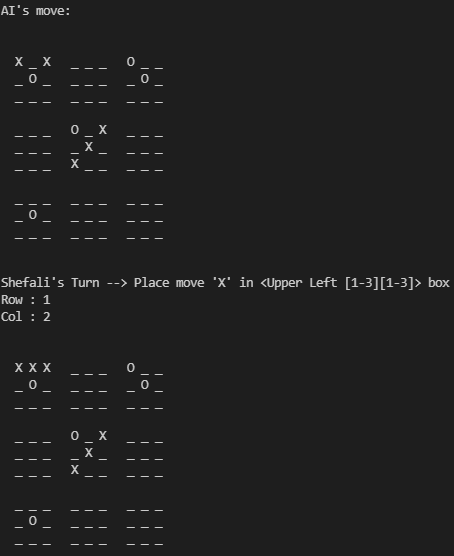 AI's move:
X _ X   _ _ _   O _ _
_ O _   _ _ _   _ O _
_ _ _   _ _ _   _ _ _
_ _ _   O _ X   _ _ _
_ _ _   _ X _   _ _ _
_ _ _   X _ _   _ _ _
_ _ _   _ _ _   _ _ _
_ O _   _ _ _   _ _ _
_ _ _   _ _ _   _ _ _
Shefali's Turn --> Place move 'X' in <Upper Left [1-3][1-3]> box
Row : 1
Col : 2
X X X   _ _ _   O _ _
_ O _   _ _ _   _ O _
_ _ _   _ _ _   _ _ _
_ _ _   O _ X   _ _ _
_ _ _   _ X _   _ _ _
_ _ _   X _ _   _ _ _
_ _ _   _ _ _   _ _ _
_ O _   _ _ _   _ _ _
_ _ _   _ _ _   _ _ _